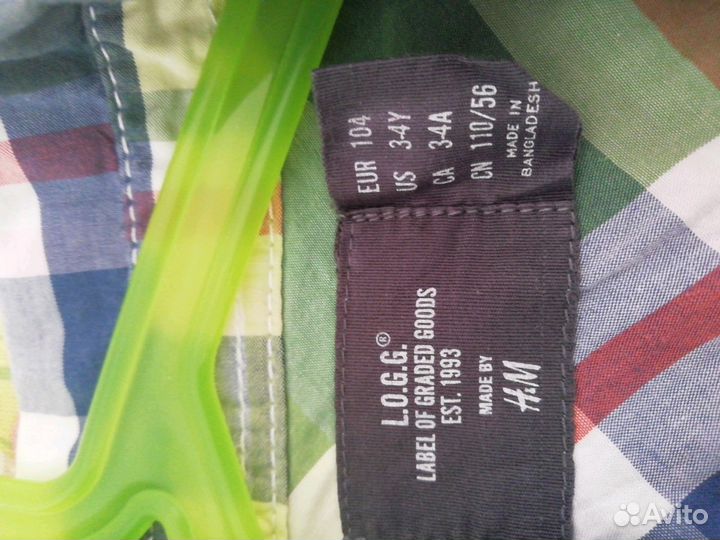 EUR 104
US 3-4Y
CA 3-4A
CN 110/56
MADE IN
BANGLADESH
L.O.G.G.®
LABEL OF GRADED GOODS
EST. 1993
MADE BY
H&M
Avito